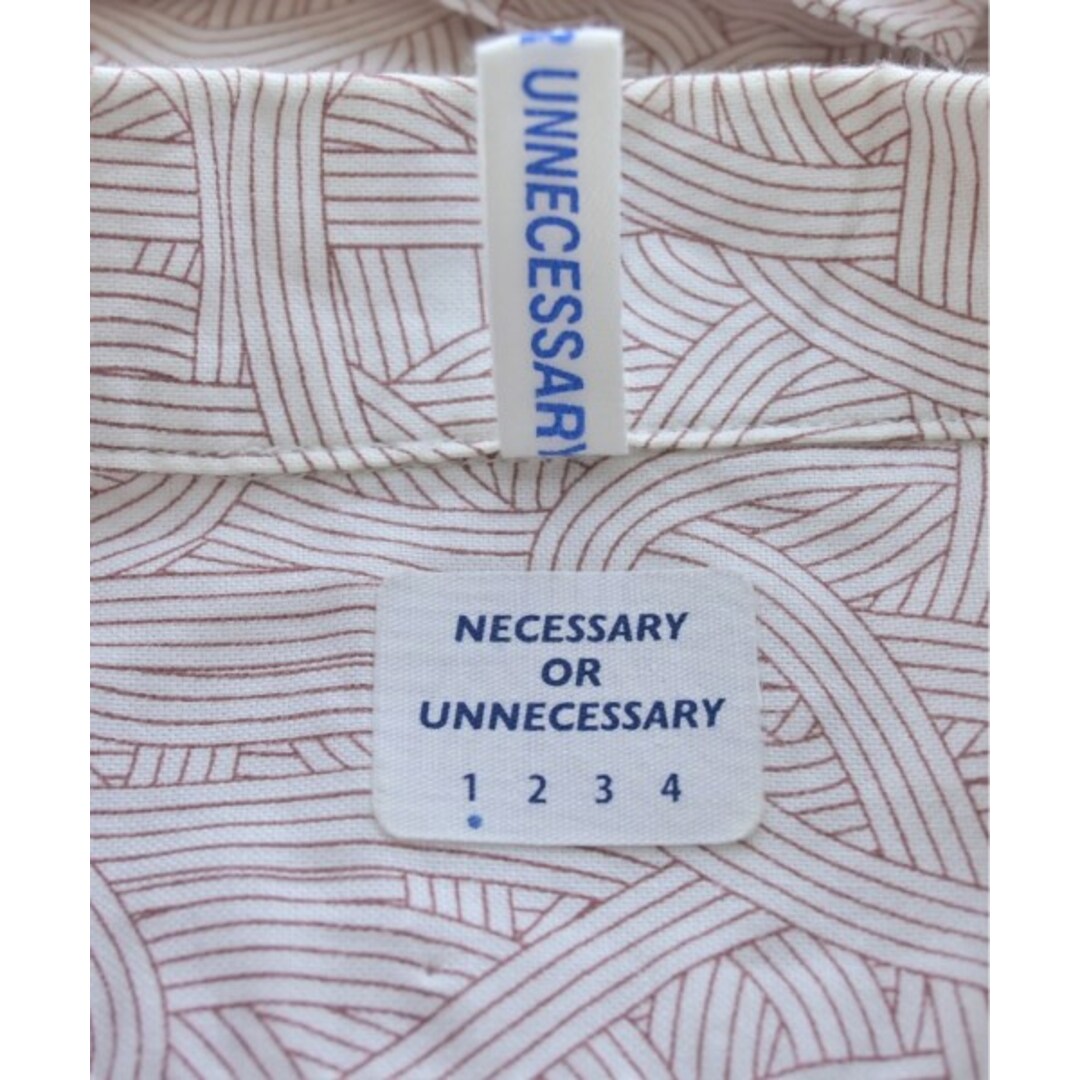 UNNECESSARY
NECESSARY
OR
UNNECESSARY
1 2 3 4